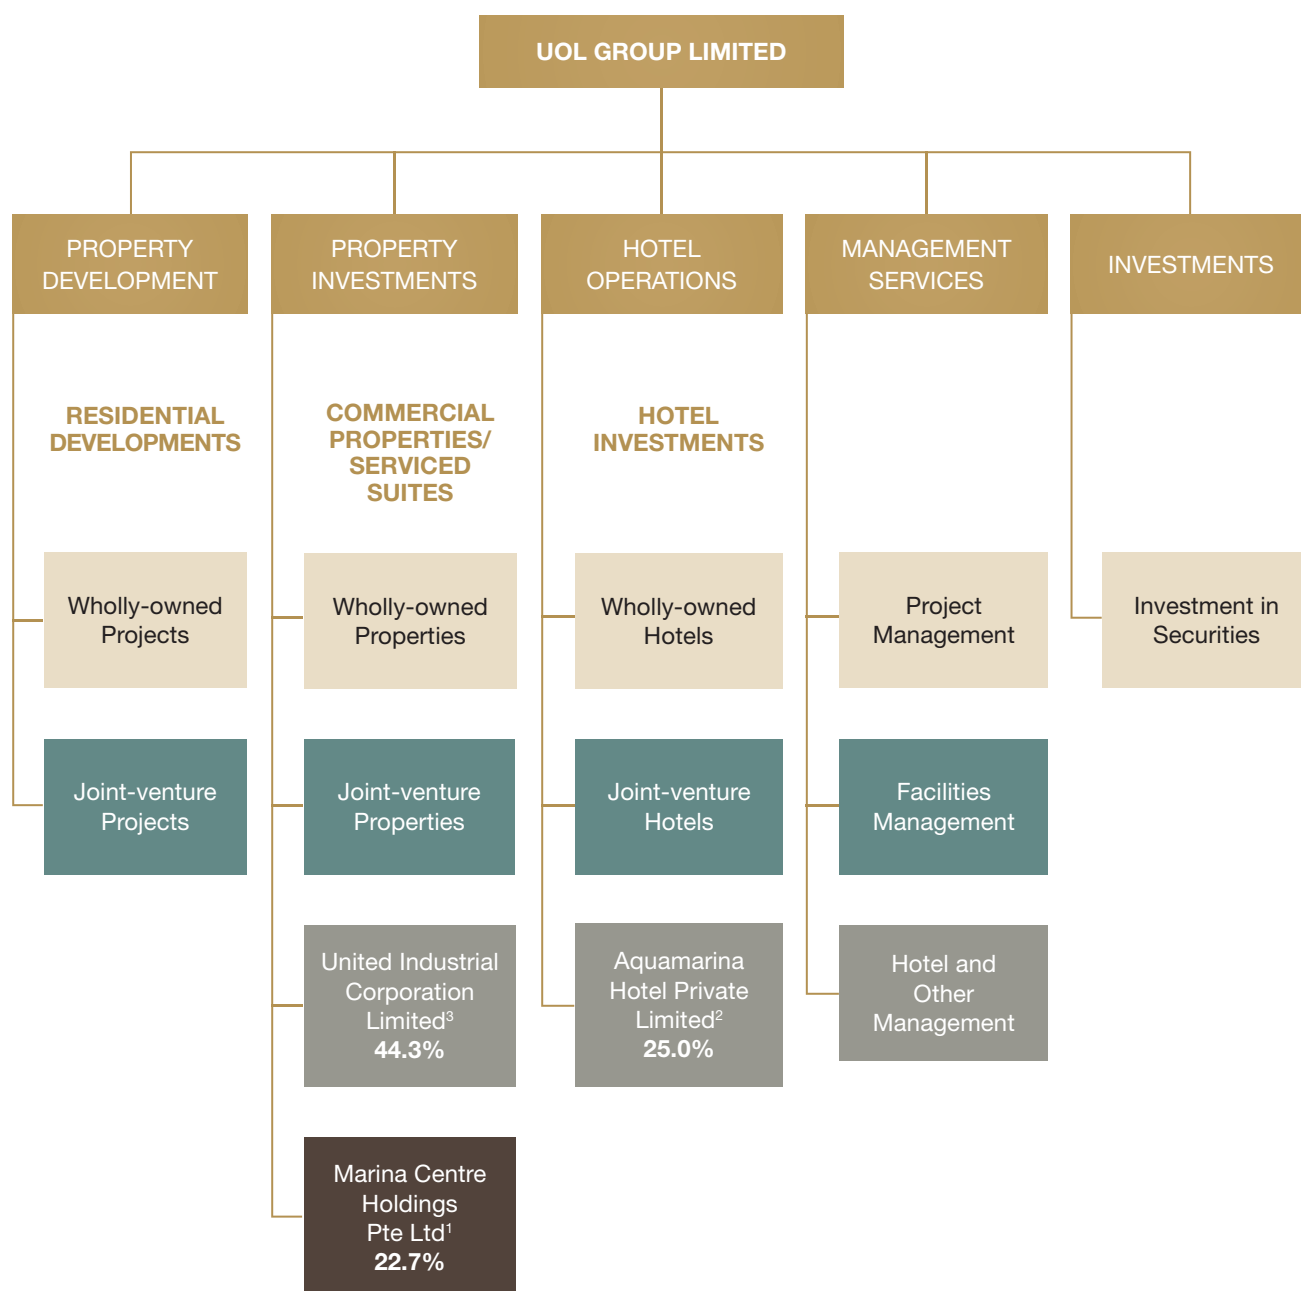 UOL GROUP LIMITED
PROPERTY
DEVELOPMENT
PROPERTY
INVESTMENTS
HOTEL
OPERATIONS
MANAGEMENT
SERVICES
INVESTMENTS
RESIDENTIAL
DEVELOPMENTS
COMMERCIAL
PROPERTIES/
SERVICED
SUITES
HOTEL
INVESTMENTS
Wholly-owned
Projects
Wholly-owned
Properties
Wholly-owned
Hotels
Project
Management
Investment in
Securities
Joint-venture
Projects
Joint-venture
Properties
Joint-venture
Hotels
Facilities
Management
United Industrial
Corporation
Limited³
44.3%
Aquamarina
Hotel Private
Limited²
25.0%
Hotel and
Other
Management
Marina Centre
Holdings
Pte Ltd¹
22.7%